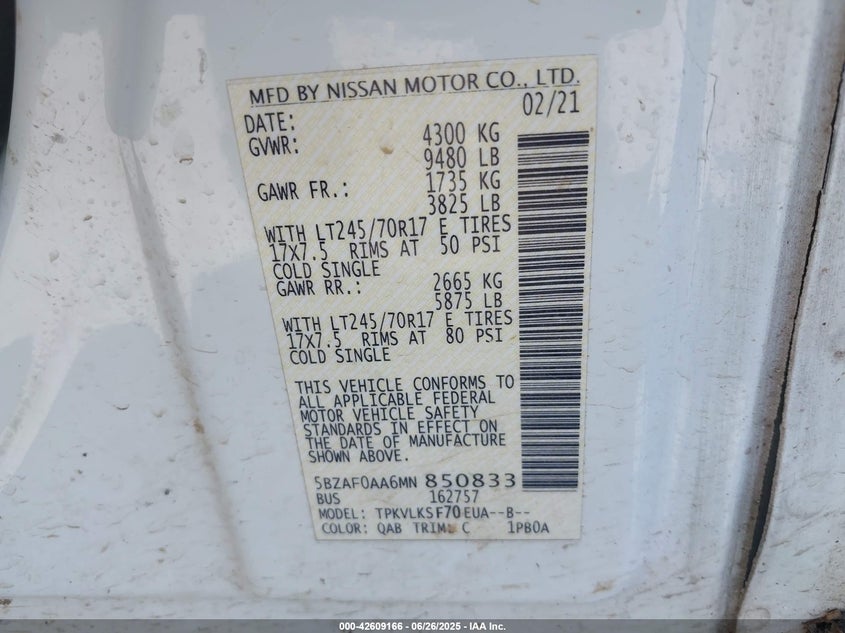 MFD BY NISSAN MOTOR CO., LTD.
DATE: 02/21
GVWR: 4300 KG
9480 LB
GAWR FR.: 1735 KG
3825 LB
WITH LT245/70R17 E TIRES
17X7.5 RIMS AT 50 PSI
COLD SINGLE
GAWR RR.: 2665 KG
5875 LB
WITH LT245/70R17 E TIRES
17X7.5 RIMS AT 80 PSI
COLD SINGLE
THIS VEHICLE CONFORMS TO
ALL APPLICABLE FEDERAL
MOTOR VEHICLE SAFETY
STANDARDS IN EFFECT ON
THE DATE OF MANUFACTURE
SHOWN ABOVE.
5BZAF0AA6MN 850833
BUS 162757
MODEL: TPKVLKSF70EUA--B--
COLOR: QAB TRIM: C 1PB0A
000-42609166 - 06/26/2025 - IAA Inc.